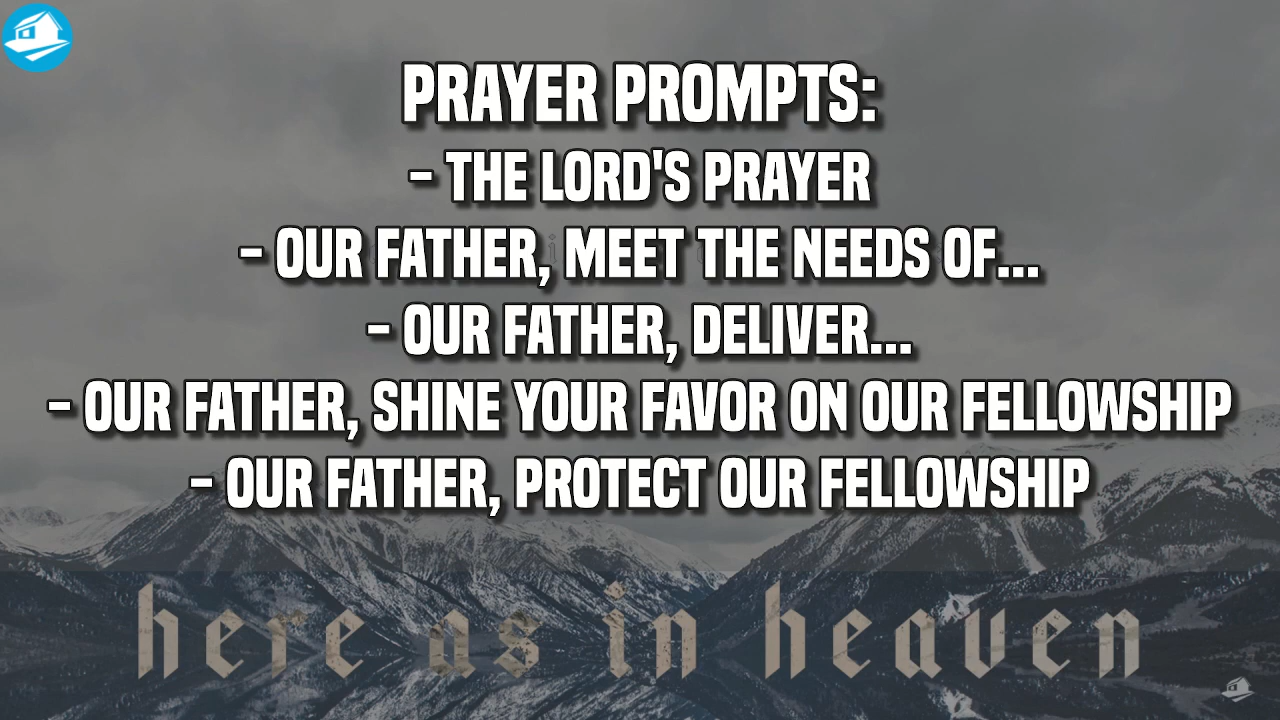 PRAYER PROMPTS:
- THE LORD'S PRAYER
- OUR FATHER, MEET THE NEEDS OF...
- OUR FATHER, DELIVER...
- OUR FATHER, SHINE YOUR FAVOR ON OUR FELLOWSHIP
- OUR FATHER, PROTECT OUR FELLOWSHIP
here as in heaven